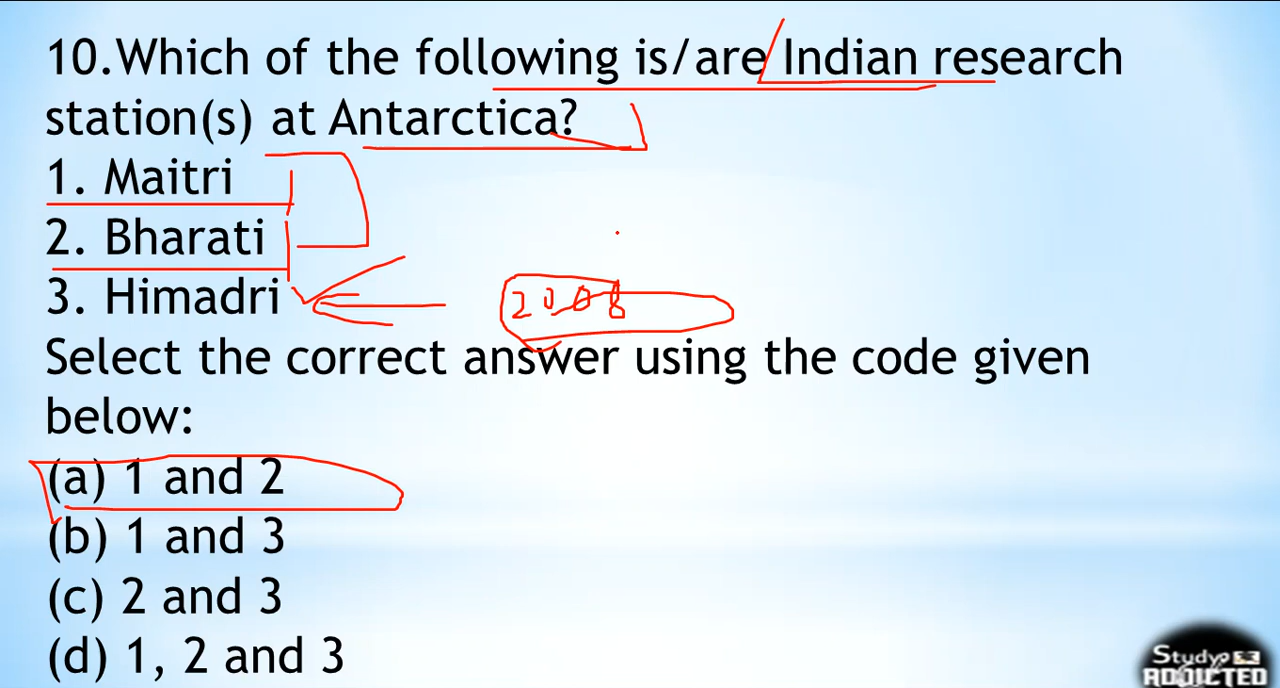 10.Which of the following is/are Indian research
station(s) at Antarctica?
1. Maitri
2. Bharati
3. Himadri
2008
Select the correct answer using the code given
below:
(a) 1 and 2
(b) 1 and 3
(c) 2 and 3
(d) 1, 2 and 3
Study
ADDICTED